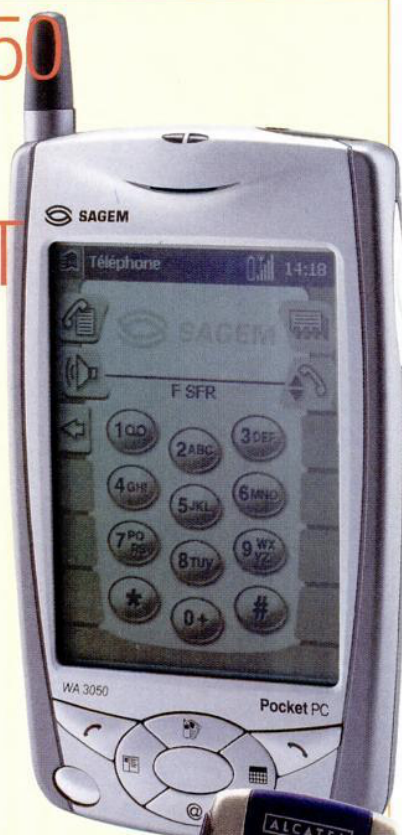 50
T
SAGEM
Téléphone 14:18
SAGEM
F SFR
1
2ABC 3DEF
4GHI 5JKL 6MNO
7PQRS 8TUV 9WXYZ
* 0+ #
WA 3050
Pocket PC
@
ALCATE